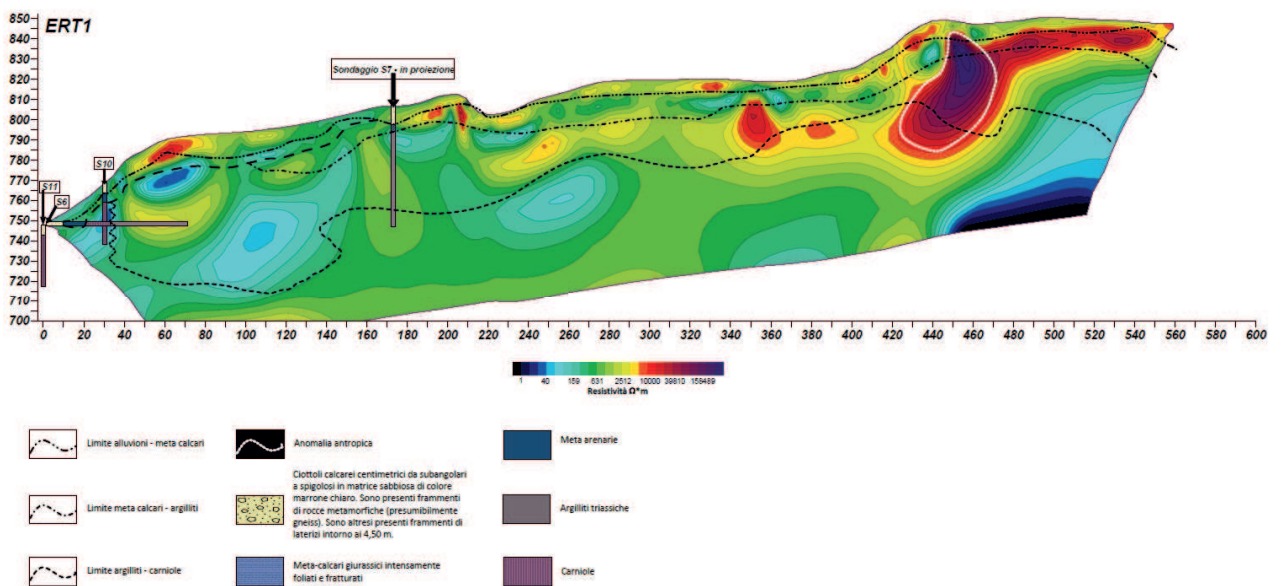 ERT1
850
840
830
820
810
800
790
780
770
760
750
740
730
720
710
700
Sondaggio S7 - in proiezione
S10
S11
S6
0 20 40 60 80 100 120 140 160 180 200 220 240 260 280 300 310 330 350 370 390 400 420 440 460 480 500 520 540 560 580 600
1 40 159 631 2512 10000 39810 158489
Resistività Ω*m
Limite alluvioni - meta calcari
Anomalia antropica
Meta arenarie
Limite meta calcari - argilliti
Ciottoli calcarei centimetrici da subangolari
a spigolosi in matrice sabbiosa di colore
marrone chiaro. Sono presenti frammenti
di rocce metamorfiche (presumibilmente
gneiss). Sono altresi presenti frammenti di
laterizi intorno ai 4,50 m.
Argilliti triassiche
Limite argilliti - carniole
Meta-calcari giurassici intensamente
foliati e fratturati
Carniole